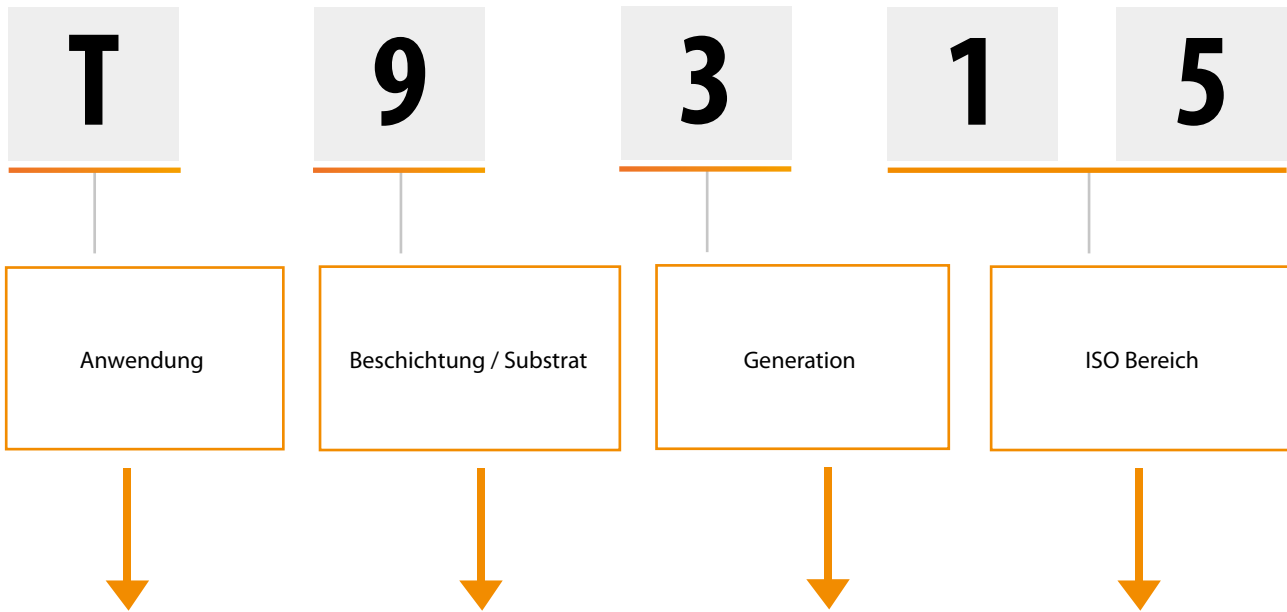 T 9 3 1 5
Anwendung
Beschichtung / Substrat
Generation
ISO Bereich